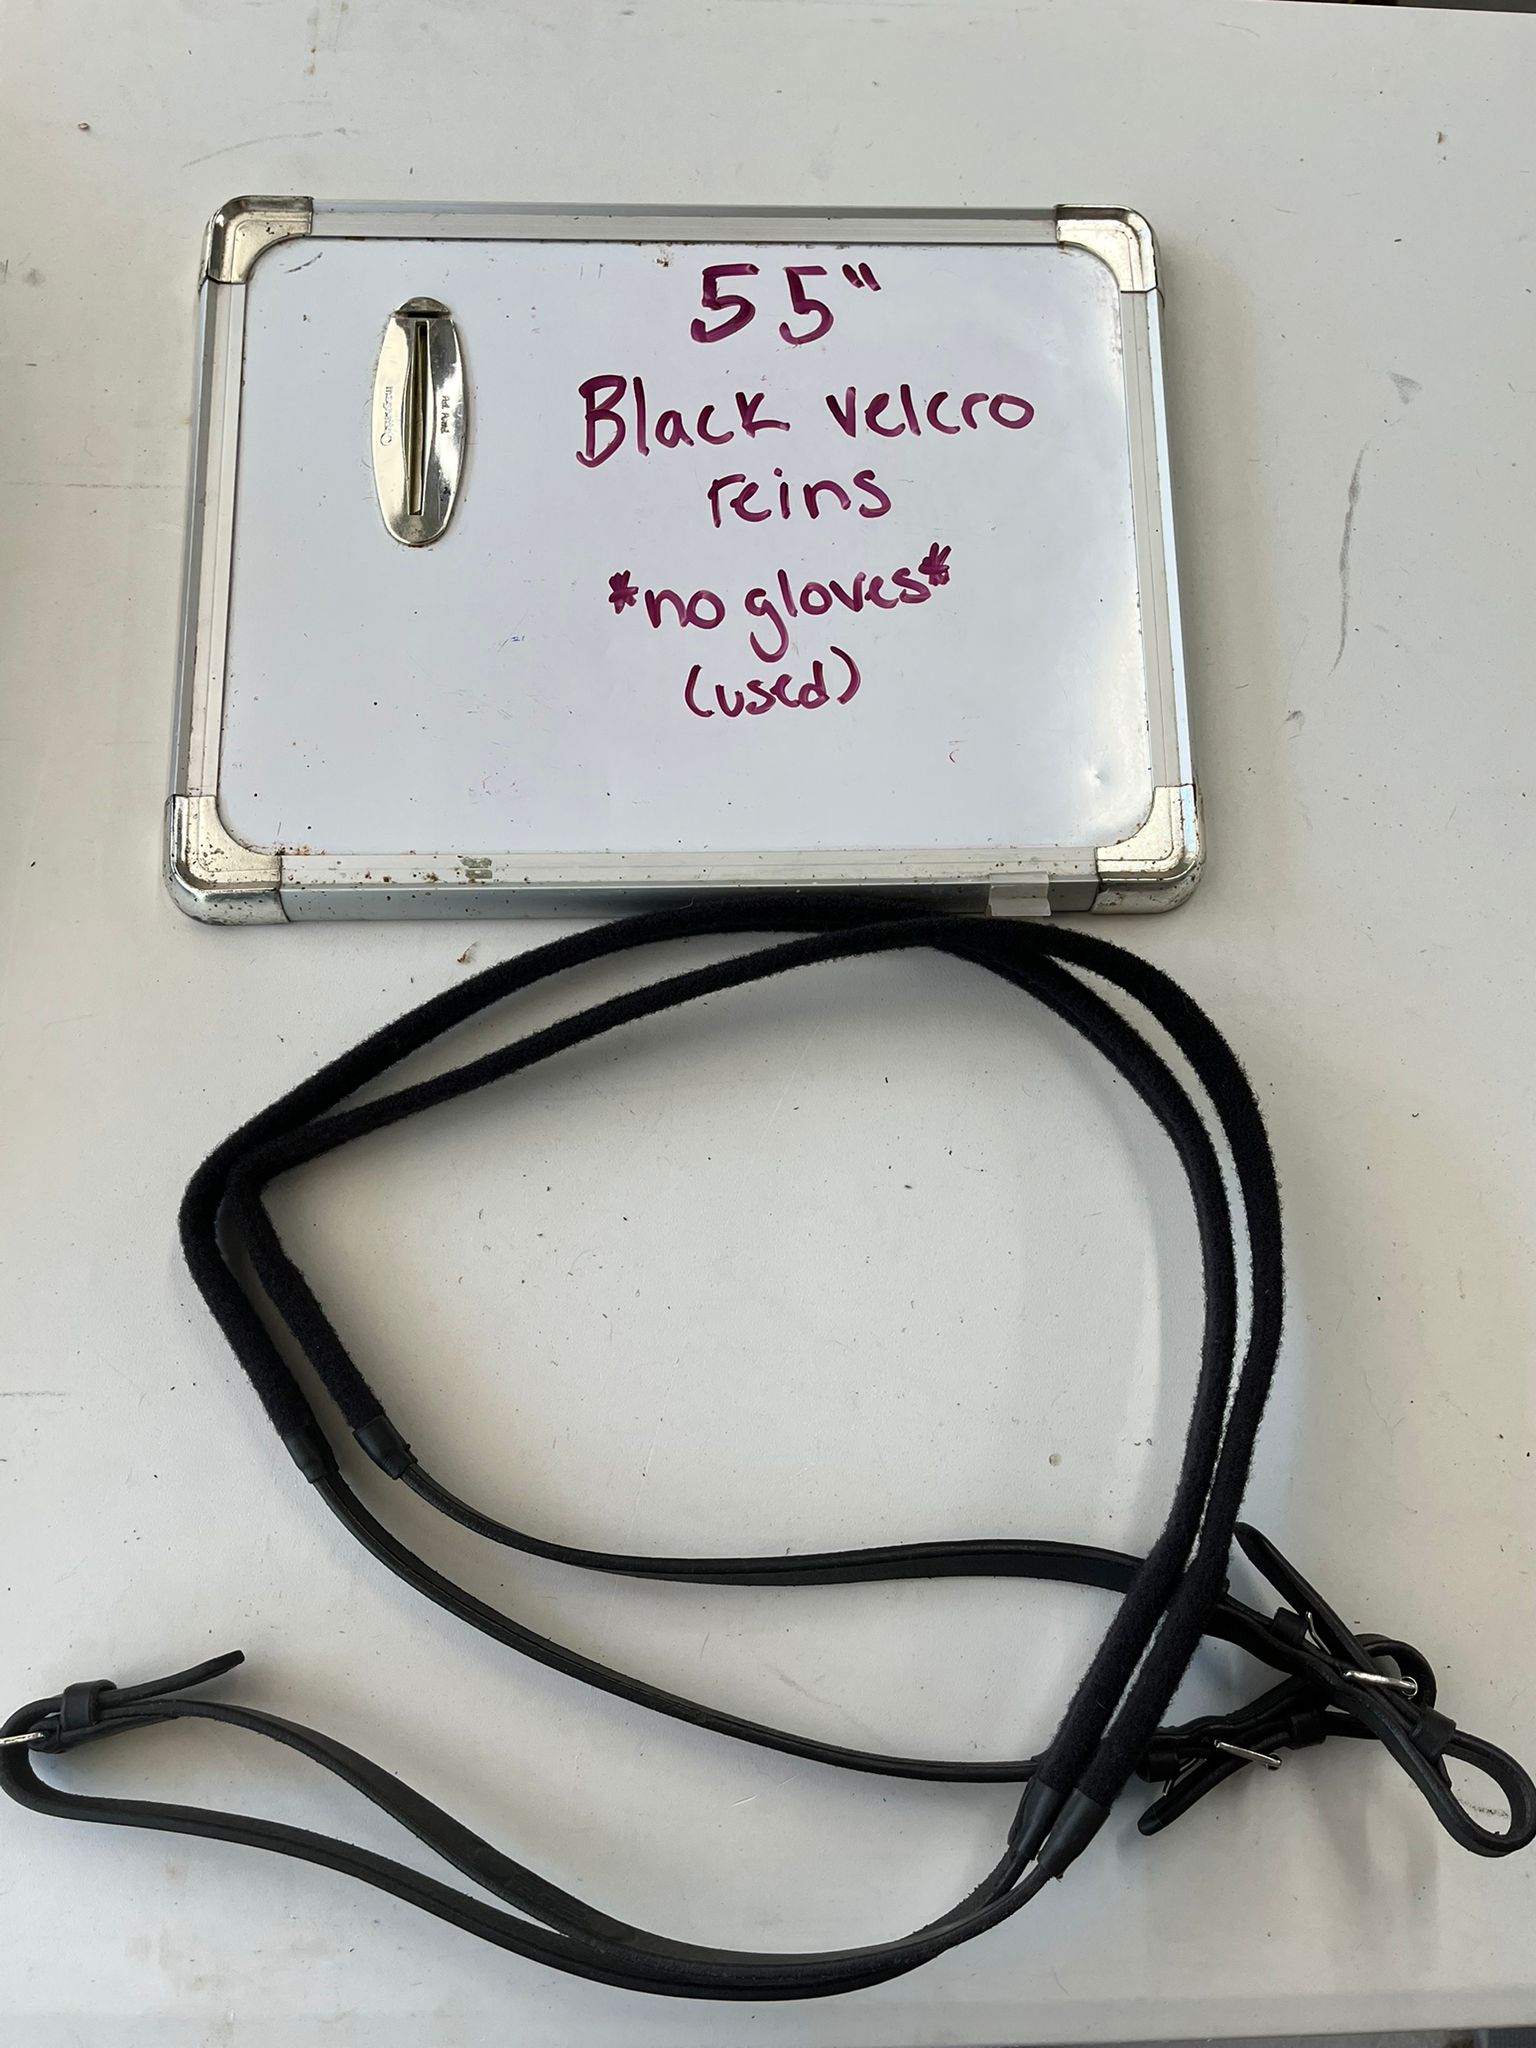 55"
Black velcro
reins
*no gloves*
(used)